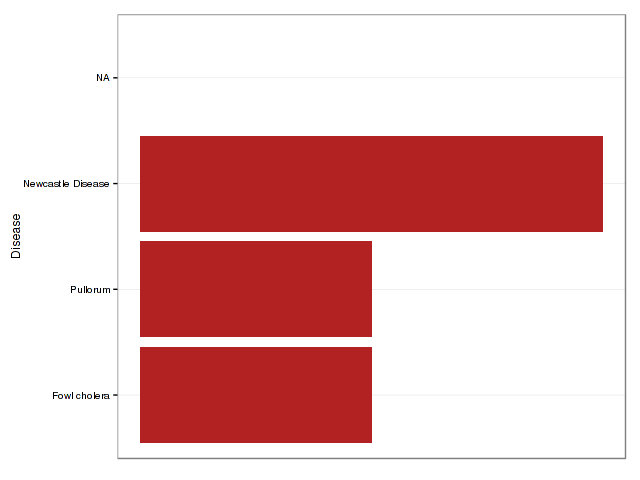 NA
Newcastle Disease
Disease
Pullorum
Fowl cholera